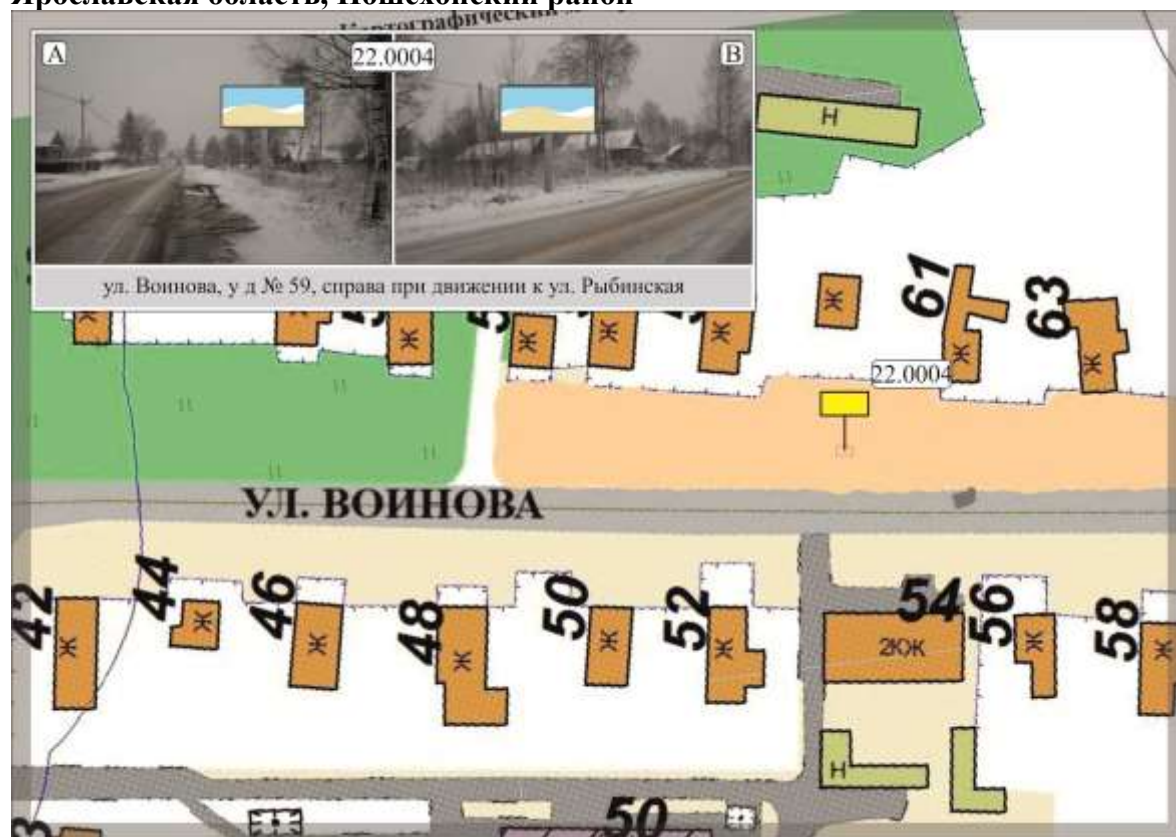 Ярославская область, Пошехонский район
Картографический
A
22.0004
B
ул. Воинова, у д № 59, справа при движении к ул. Рыбинская
Н
61
63
Ж
Ж
Ж
Ж
Ж
Ж
Ж
Ж
22.0004
УЛ. ВОИНОВА
42
44
46
48
50
52
54
56
58
Ж
Ж
Ж
Ж
Ж
Ж
2КЖ
Ж
Ж
Н
50